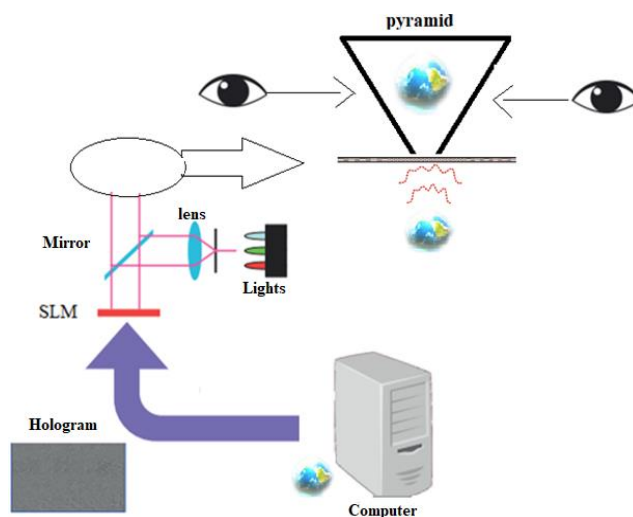 pyramid
lens
Mirror
Lights
SLM
Hologram
Computer